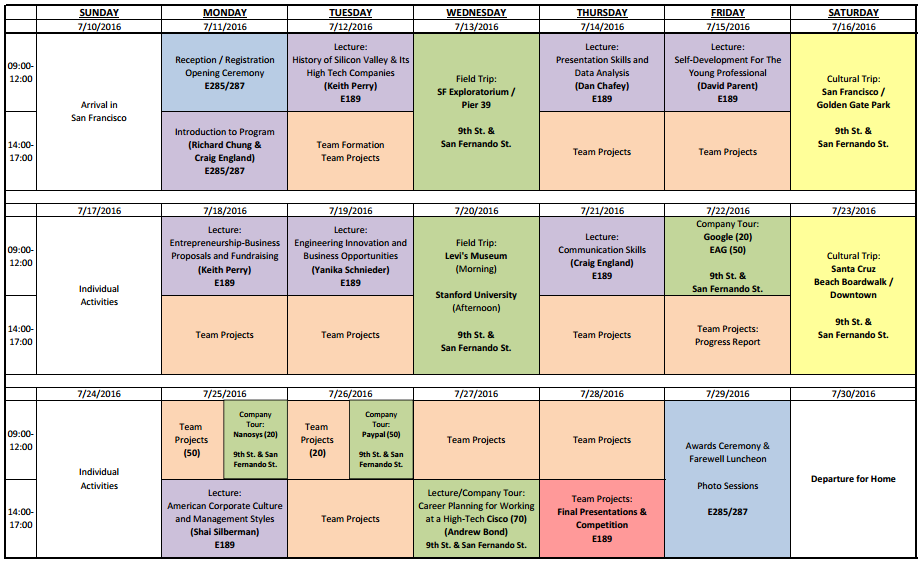 SUNDAY MONDAY TUESDAY WEDNESDAY THURSDAY FRIDAY SATURDAY
7/10/2016 7/11/2016 7/12/2016 7/13/2016 7/14/2016 7/15/2016 7/16/2016
09:00-
12:00
Arrival in
San Francisco
Reception / Registration
Opening Ceremony
E285/287
Lecture:
History of Silicon Valley & Its
High Tech Companies
(Keith Perry)
E189
Field Trip:
SF Exploratorium /
Pier 39
9th St. &
San Fernando St.
Lecture:
Presentation Skills and
Data Analysis
(Dan Chafey)
E189
Lecture:
Self-Development For The
Young Professional
(David Parent)
E189
Cultural Trip:
San Francisco /
Golden Gate Park
9th St. &
San Fernando St.
14:00-
17:00
Introduction to Program
(Richard Chung &
Craig England)
E285/287
Team Formation
Team Projects
Team Projects
Team Projects
7/17/2016 7/18/2016 7/19/2016 7/20/2016 7/21/2016 7/22/2016 7/23/2016
09:00-
12:00
Individual
Activities
Lecture:
Entrepreneurship-Business
Proposals and Fundraising
(Keith Perry)
E189
Lecture:
Engineering Innovation and
Business Opportunities
(Yanika Schnieder)
E189
Field Trip:
Levi's Museum
(Morning)
Stanford University
(Afternoon)
9th St. &
San Fernando St.
Lecture:
Communication Skills
(Craig England)
E189
Company Tour:
Google (20)
EAG (50)
9th St. &
San Fernando St.
Cultural Trip:
Santa Cruz
Beach Boardwalk /
Downtown
9th St. &
San Fernando St.
14:00-
17:00
Team Projects
Team Projects
Team Projects
Team Projects:
Progress Report
7/24/2016 7/25/2016 7/26/2016 7/27/2016 7/28/2016 7/29/2016 7/30/2016
09:00-
12:00
Individual
Activities
Team
Projects
(50)
Company
Tour:
Nanosys (20)
9th St. & San
Fernando St.
Team
Projects
(20)
Company
Tour:
Paypal (50)
9th St. & San
Fernando St.
Team Projects
Team Projects
Awards Ceremony &
Farewell Luncheon
Photo Sessions
E285/287
Departure for Home
14:00-
17:00
Lecture:
American Corporate Culture
and Management Styles
(Shai Silberman)
E189
Team Projects
Lecture/Company Tour:
Career Planning for Working
at a High-Tech Cisco (70)
(Andrew Bond)
9th St. & San Fernando St.
Team Projects:
Final Presentations &
Competition
E189